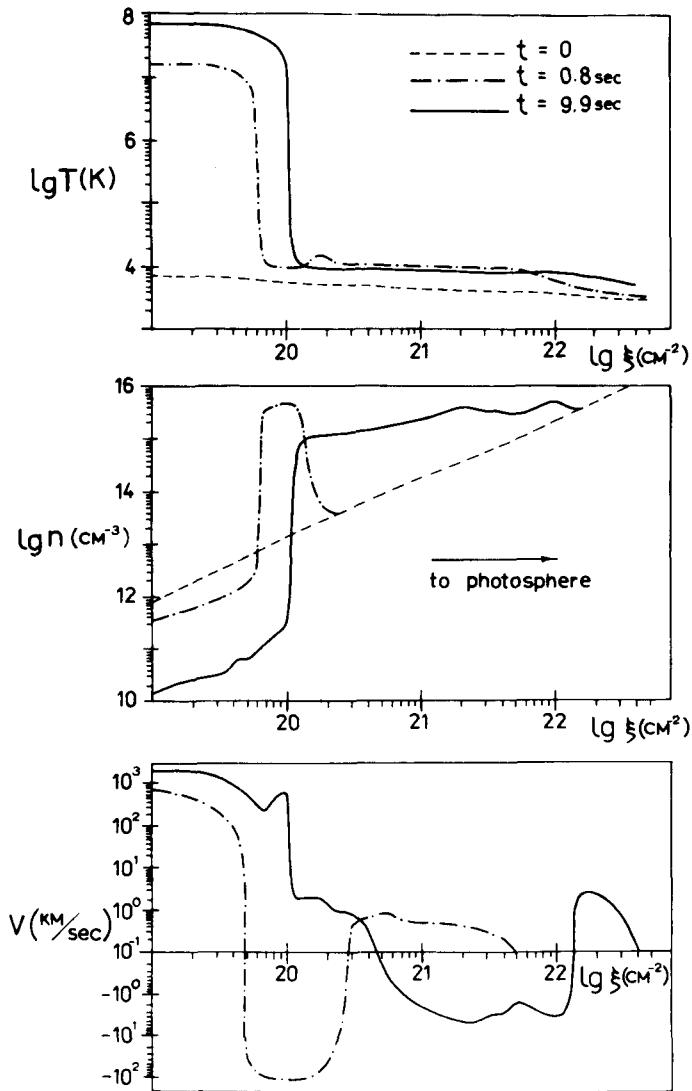 8
6
4
lgT(K)
t = 0
t = 0.8 sec
t = 9.9 sec
20 21 22
lg ξ(CM⁻²)
16
14
12
10
lg n (CM⁻³)
to photosphere
20 21 22
lg ξ(CM⁻²)
10³
10²
10¹
10⁰
10⁻¹
-10⁰
-10¹
-10²
V(KM/sec)
20 21 22
lg ξ(CM⁻²)